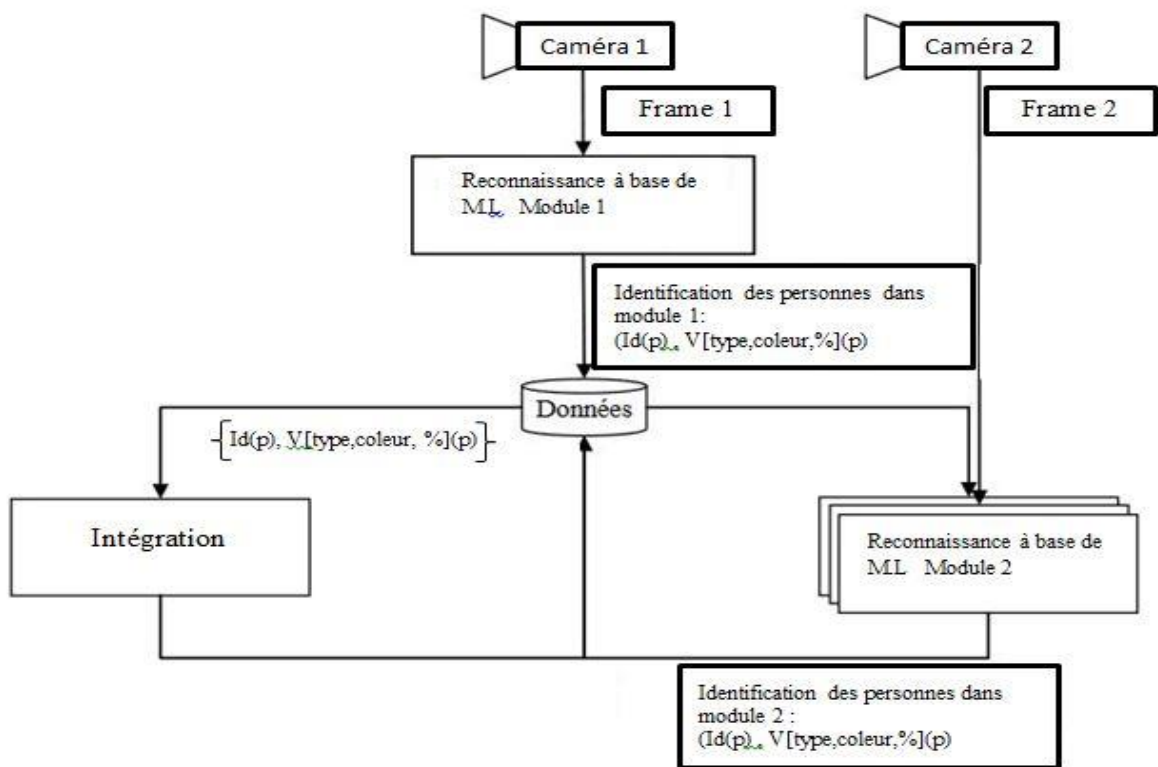 Caméra 1
Caméra 2
Frame 1
Frame 2
Reconnaissance à base de
M.L Module 1
Identification des personnes dans
module 1:
(Id(p) , V[type,coleur,%](p)
Données
{Id(p), V[type,coleur, %](p)}
Intégration
Reconnaissance à base de
M.L Module 2
Identification des personnes dans
module 2 :
(Id(p) , V[type,coleur,%](p)